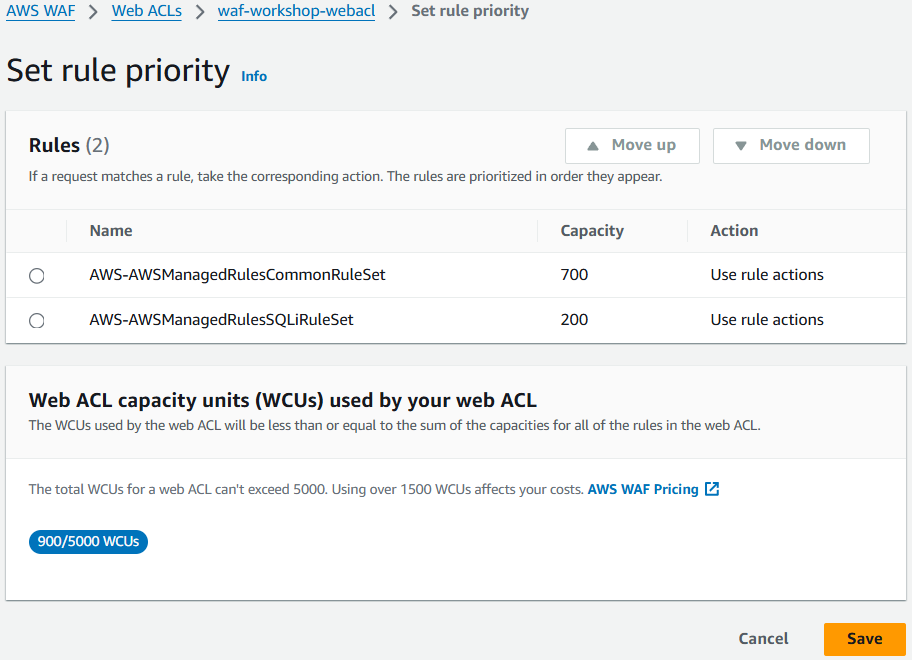 AWS WAF > Web ACLs > waf-workshop-webacl > Set rule priority
Set rule priority Info
Rules (2)
▲ Move up ▼ Move down
If a request matches a rule, take the corresponding action. The rules are prioritized in order they appear.
Name Capacity Action
AWS-AWSManagedRulesCommonRuleSet 700 Use rule actions
AWS-AWSManagedRulesSQLiRuleSet 200 Use rule actions
Web ACL capacity units (WCUs) used by your web ACL
The WCUs used by the web ACL will be less than or equal to the sum of the capacities for all of the rules in the web ACL.
The total WCUs for a web ACL can't exceed 5000. Using over 1500 WCUs affects your costs. AWS WAF Pricing
900/5000 WCUs
Cancel Save